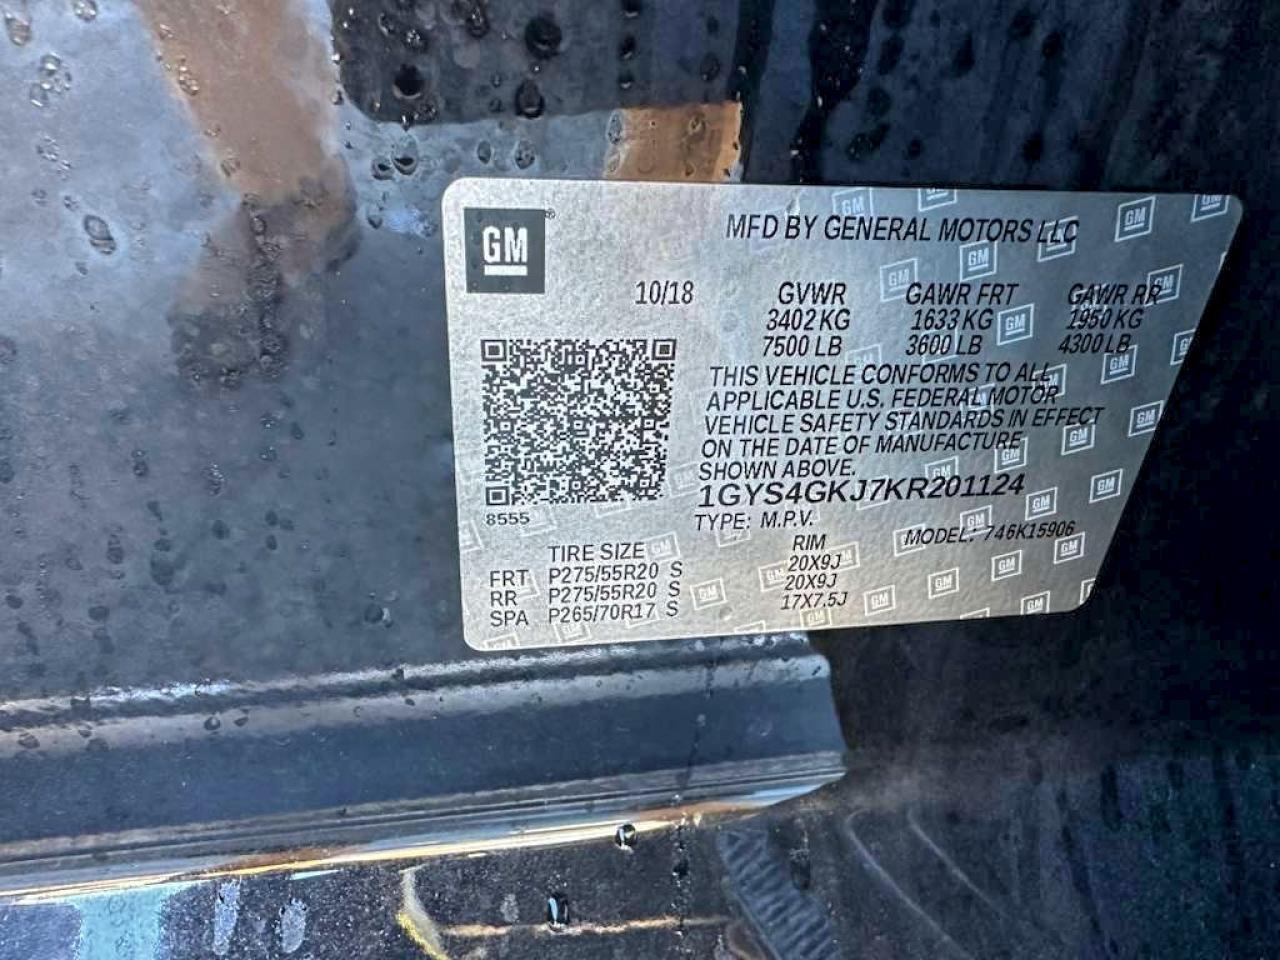 GM
MFD BY GENERAL MOTORS LLC
10/18 GVWR GAWR FRT GAWR RR
3402 KG 1633 KG 1950 KG
7500 LB 3600 LB 4300 LB
THIS VEHICLE CONFORMS TO ALL
APPLICABLE U.S. FEDERAL MOTOR
VEHICLE SAFETY STANDARDS IN EFFECT
ON THE DATE OF MANUFACTURE
SHOWN ABOVE.
1GYS4GKJ7KR201124
8555
TYPE: M.P.V. MODEL: 746K15906
TIRE SIZE RIM
FRT P275/55R20 S 20X9J
RR P275/55R20 S 20X9J
SPA P265/70R17 S 17X7.5J